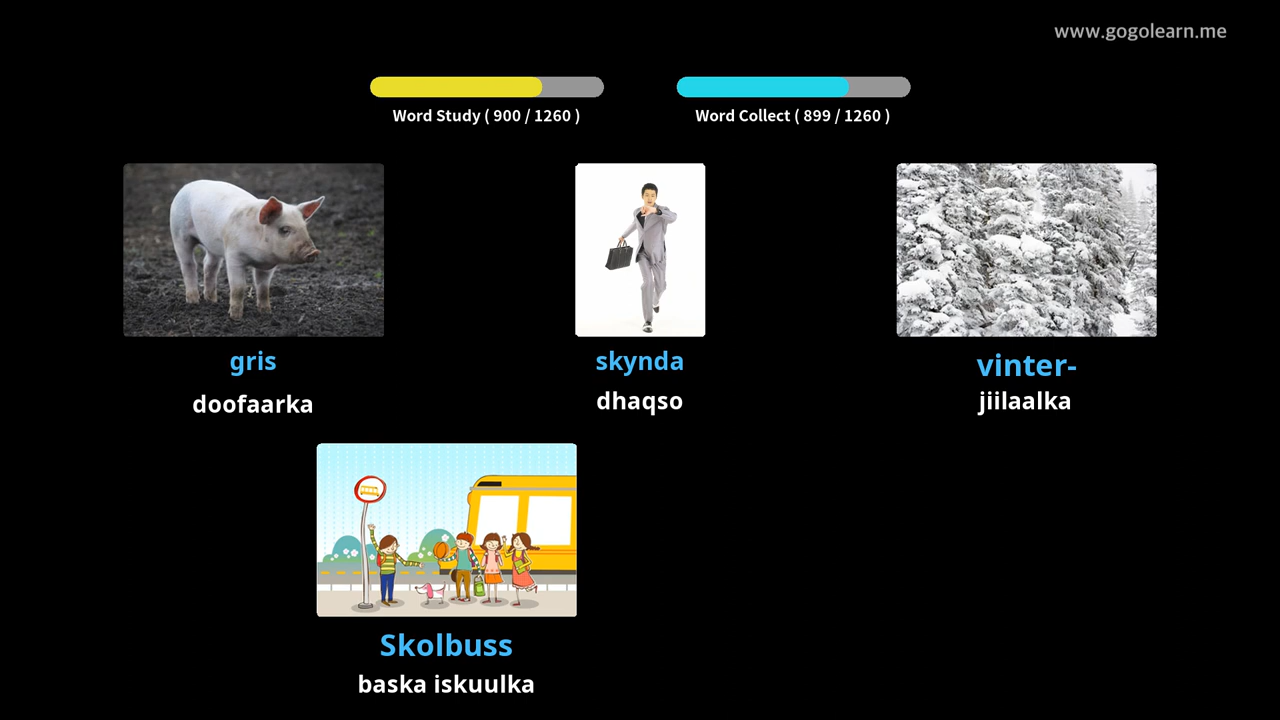 www.gogolearn.me
Word Study ( 900 / 1260 )
Word Collect ( 899 / 1260 )
gris
skynda
vinter-
doofaarka
dhaqso
jiilaalka
Skolbuss
baska iskuulka